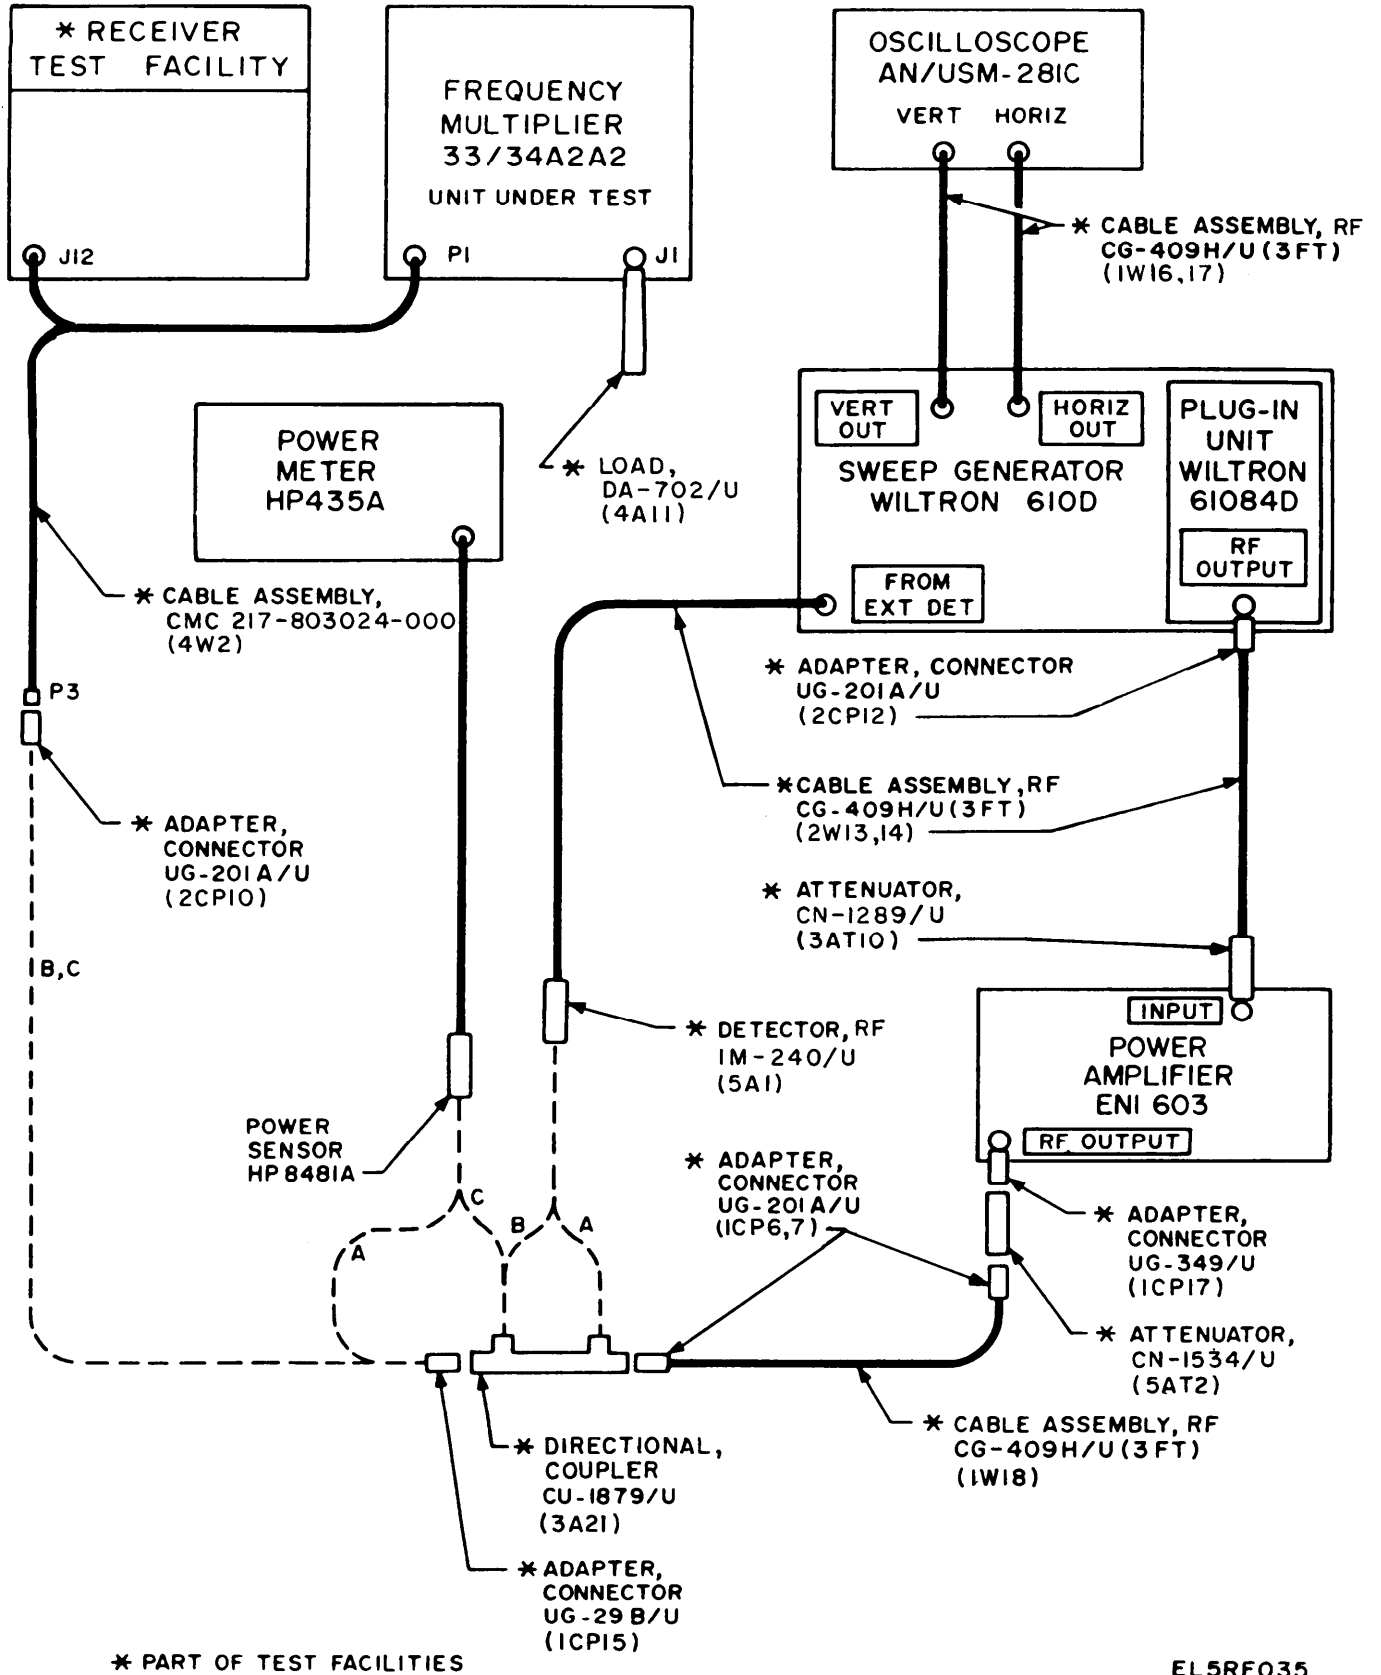 * RECEIVER
TEST FACILITY
J12
FREQUENCY
MULTIPLIER
33/34A2A2
UNIT UNDER TEST
P1
J1
OSCILLOSCOPE
AN/USM-281C
VERT HORIZ
* CABLE ASSEMBLY, RF
CG-409H/U (3FT)
(1W16,17)
VERT
OUT
HORIZ
OUT
SWEEP GENERATOR
WILTRON 610D
FROM
EXT DET
PLUG-IN
UNIT
WILTRON
61084D
RF
OUTPUT
POWER
METER
HP435A
* LOAD,
DA-702/U
(4A11)
* CABLE ASSEMBLY,
CMC 217-803024-000
(4W2)
P3
* ADAPTER, CONNECTOR
UG-201A/U
(2CP12)
* CABLE ASSEMBLY, RF
CG-409H/U (3FT)
(2W13,14)
* ADAPTER,
CONNECTOR
UG-201A/U
(2CP10)
* ATTENUATOR,
CN-1289/U
(3AT10)
B,C
* DETECTOR, RF
IM-240/U
(5A1)
INPUT
POWER
AMPLIFIER
ENI 603
RF OUTPUT
POWER
SENSOR
HP8481A
* ADAPTER,
CONNECTOR
UG-201A/U
(1CP6,7)
C
A
B
A
* ADAPTER,
CONNECTOR
UG-349/U
(1CP17)
* ATTENUATOR,
CN-1534/U
(5AT2)
* CABLE ASSEMBLY, RF
CG-409H/U (3FT)
(1W18)
* DIRECTIONAL,
COUPLER
CU-1879/U
(3A21)
* ADAPTER,
CONNECTOR
UG-29B/U
(1CP15)
* PART OF TEST FACILITIES
EL5RF035